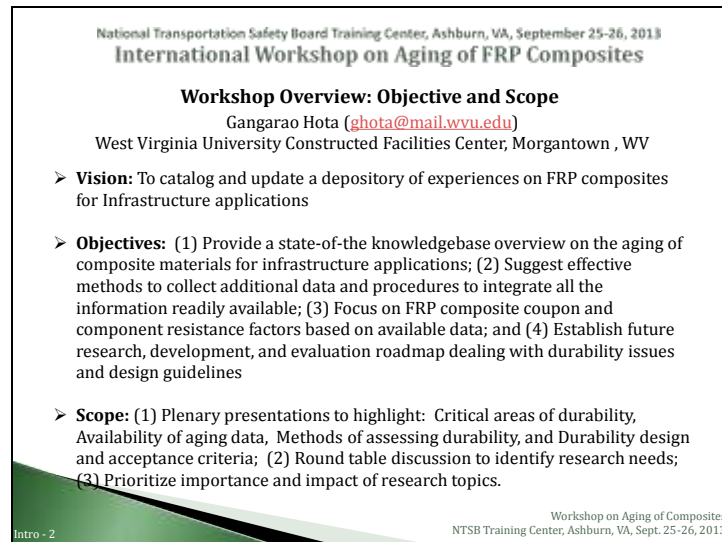 National Transportation Safety Board Training Center, Ashburn, VA, September 25-26, 2013
International Workshop on Aging of FRP Composites
Workshop Overview: Objective and Scope
Gangarao Hota (ghota@mail.wvu.edu)
West Virginia University Constructed Facilities Center, Morgantown , WV
➢ Vision: To catalog and update a depository of experiences on FRP composites
for Infrastructure applications
➢ Objectives: (1) Provide a state-of-the knowledgebase overview on the aging of
composite materials for infrastructure applications; (2) Suggest effective
methods to collect additional data and procedures to integrate all the
information readily available; (3) Focus on FRP composite coupon and
component resistance factors based on available data; and (4) Establish future
research, development, and evaluation roadmap dealing with durability issues
and design guidelines
➢ Scope: (1) Plenary presentations to highlight: Critical areas of durability,
Availability of aging data, Methods of assessing durability, and Durability design
and acceptance criteria; (2) Round table discussion to identify research needs;
(3) Prioritize importance and impact of research topics.
Workshop on Aging of Composites
Intro - 2
NTSB Training Center, Ashburn, VA, Sept. 25-26, 2013